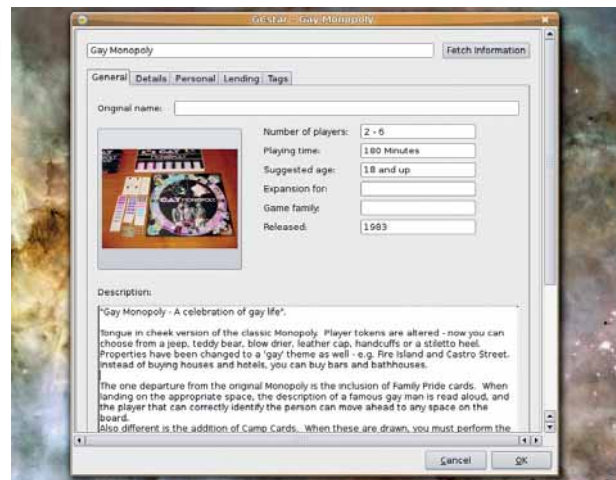 GCstar - Gay Monopoly
Gay Monopoly
Fetch Information
General Details Personal Lending Tags
Original name:
Number of players: 2 - 6
Playing time: 180 Minutes
Suggested age: 18 and up
Expansion for:
Game family:
Released: 1983
GAY MONOPOLY
Description:
"Gay Monopoly - A celebration of gay life".
Tongue in cheek version of the classic Monopoly. Player tokens are altered - now you can
choose from a jeep, teddy bear, blow drier, leather cap, handcuffs or a stiletto heel.
Properties have been changed to a 'gay' theme as well - e.g. Fire Island and Castro Street.
Instead of buying houses and hotels, you can buy bars and bathhouses.
The one departure from the original Monopoly is the inclusion of Family Pride cards. When
landing on the appropriate space, the description of a famous gay man is read aloud, and
the player that can correctly identify the person can move ahead to any space on the
board.
Also different is the addition of Camp Cards. When these are drawn, you must perform the
Cancel OK